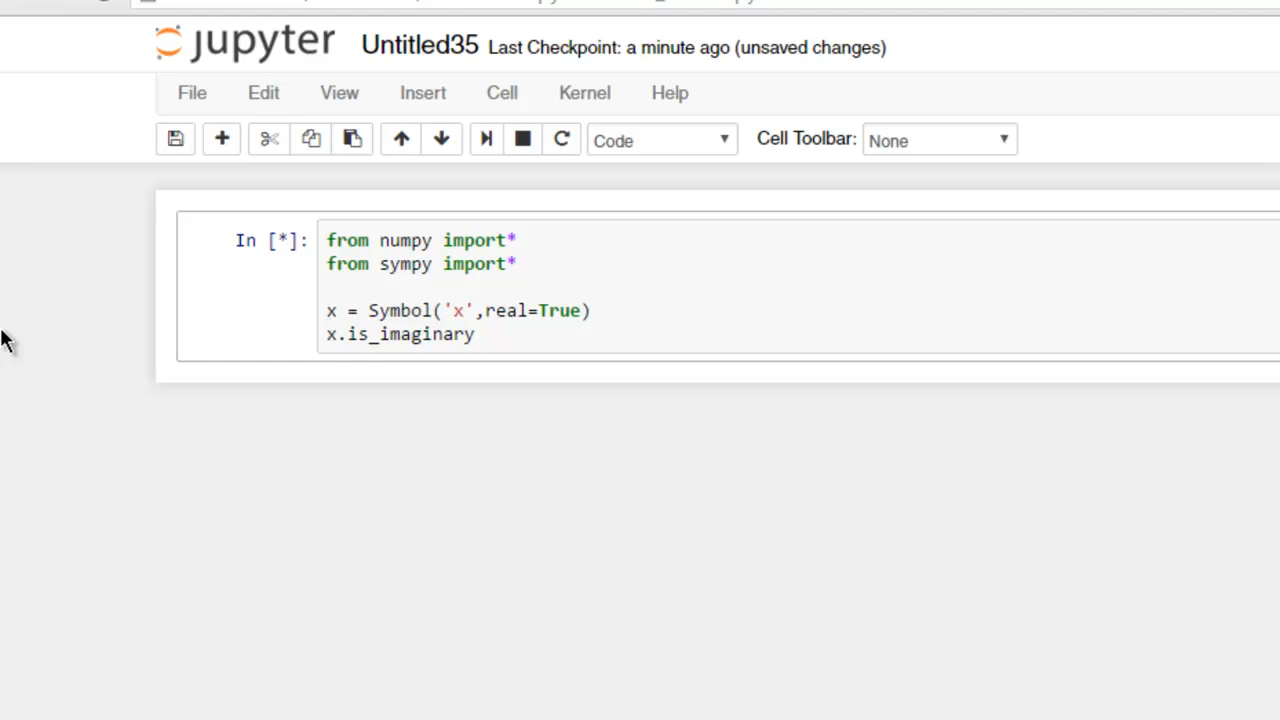 jupyter Untitled35 Last Checkpoint: a minute ago (unsaved changes)
File Edit View Insert Cell Kernel Help
Code Cell Toolbar: None
In [*]: from numpy import*
from sympy import*
x = Symbol('x',real=True)
x.is_imaginary